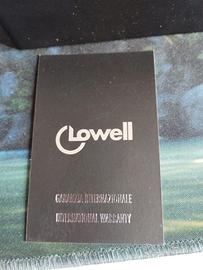 Lowell
GARANZIA INTERNAZIONALE
INTERNATIONAL WARRANTY